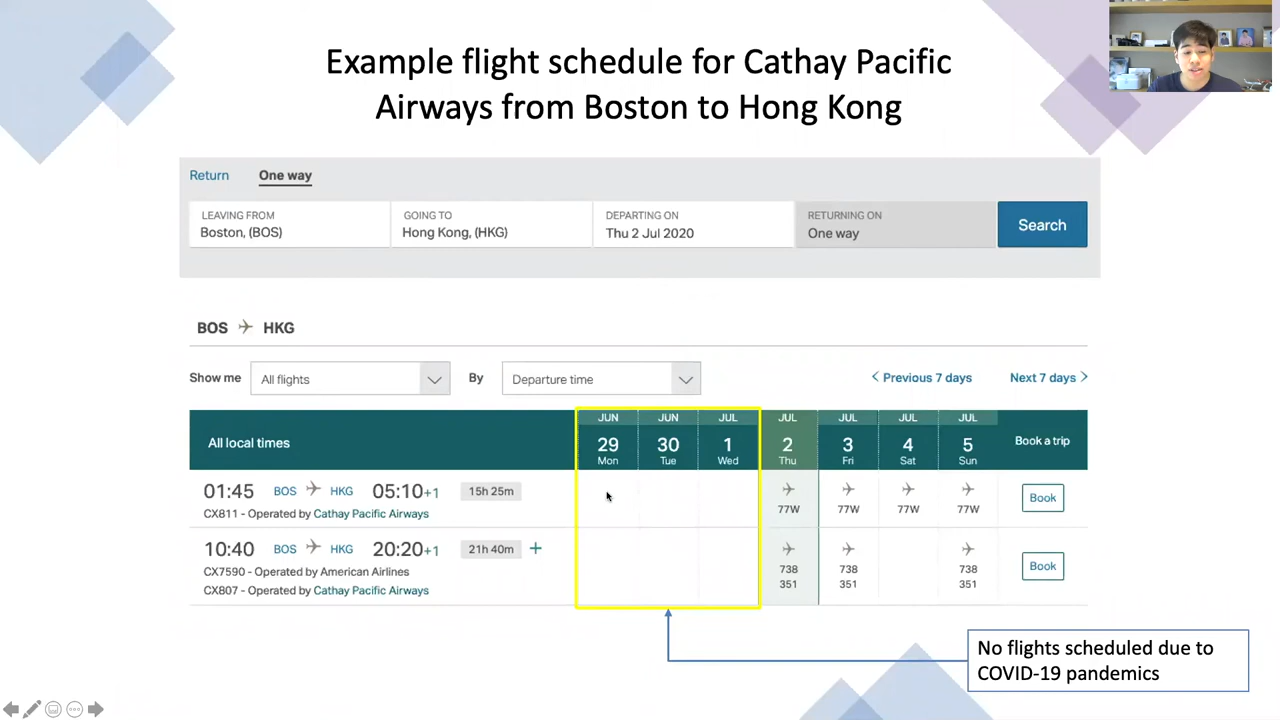 Example flight schedule for Cathay Pacific
Airways from Boston to Hong Kong
Return One way
LEAVING FROM GOING TO DEPARTING ON RETURNING ON
Boston, (BOS) Hong Kong, (HKG) Thu 2 Jul 2020 One way Search
BOS HKG
Show me All flights By Departure time Previous 7 days Next 7 days
JUN JUN JUL JUL JUL JUL JUL
All local times 29 30 1 2 3 4 5 Book a trip
Mon Tue Wed Thu Fri Sat Sun
01:45 BOS HKG 05:10+1 15h 25m Book
CX811 - Operated by Cathay Pacific Airways 77W 77W 77W 77W
10:40 BOS HKG 20:20+1 21h 40m +
CX7590 - Operated by American Airlines 738 738 738 Book
CX807 - Operated by Cathay Pacific Airways 351 351 351
No flights scheduled due to
COVID-19 pandemics